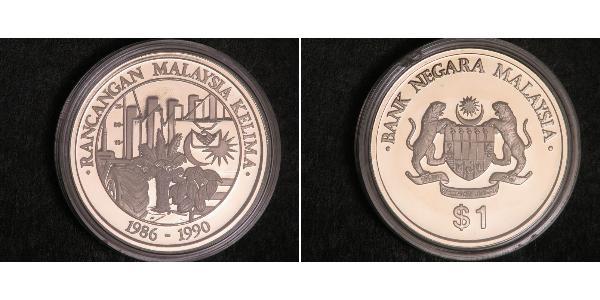 · RANCANGAN MALAYSIA KELIMA ·
1986 - 1990
· BANK NEGARA MALAYSIA ·
$1